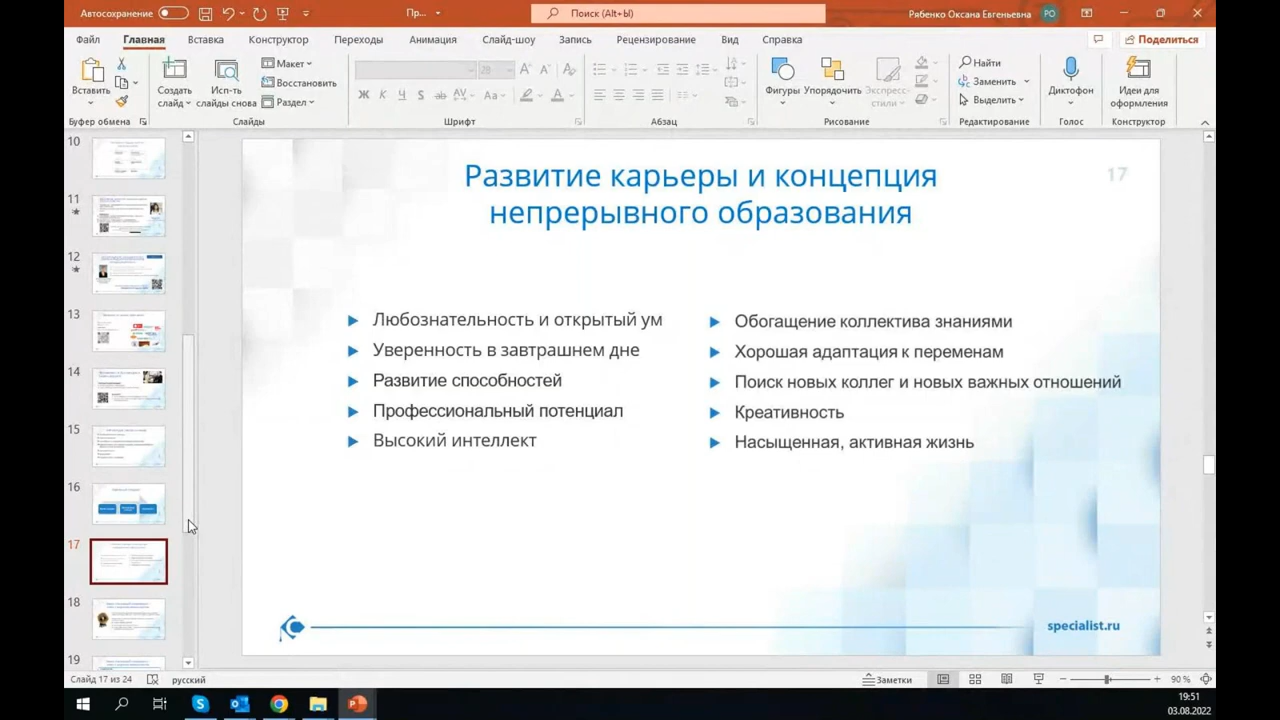 Автосохранение
Пр...
Поиск (Alt+Ы)
Рябенко Оксана Евгеньевна
РО
Файл
Главная
Вставка
Конструктор
Переходы
Анимация
Слайд-шоу
Запись
Рецензирование
Вид
Справка
Поделиться
Вставить
Создать слайд
Исп-ть слайды снова
Макет
Восстановить
Раздел
Ж К Ч S ab AV Aa A
Фигуры
Упорядочить
Экспресс-стили
Найти
Заменить
Выделить
Диктофон
Идеи для оформления
Буфер обмена
Слайды
Шрифт
Абзац
Рисование
Редактирование
Голос
Конструктор
10
11
12
13
14
15
16
17
18
19
Развитие карьеры и концепция
непрерывного образования
17
Любознательность и открытый ум
Уверенность в завтрашнем дне
Развитие способностей
Профессиональный потенциал
Высокий интеллект
Обогащения коллектива знаниями
Хорошая адаптация к переменам
Поиск новых коллег и новых важных отношений
Креативность
Насыщенная, активная жизнь
specialist.ru
Слайд 17 из 24
русский
Заметки
90 %
19:51
03.08.2022